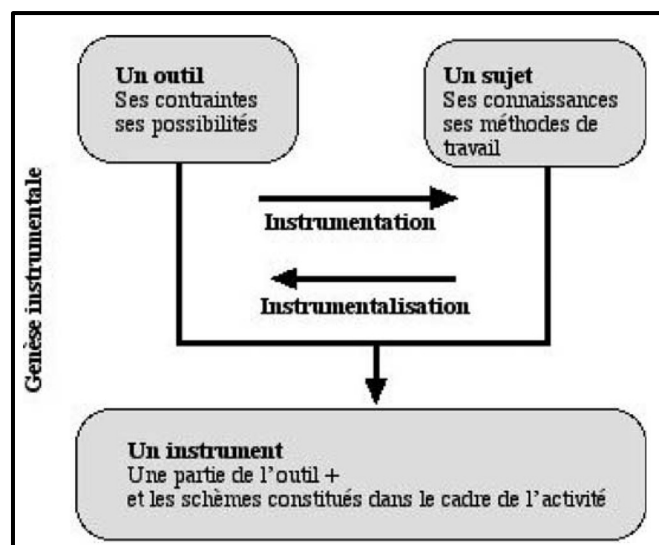 Un outil
Ses contraintes
ses possibilités
Un sujet
Ses connaissances
ses méthodes de
travail
Genèse instrumentale
Instrumentation
Instrumentalisation
Un instrument
Une partie de l'outil +
et les schèmes constitués dans le cadre de l'activité